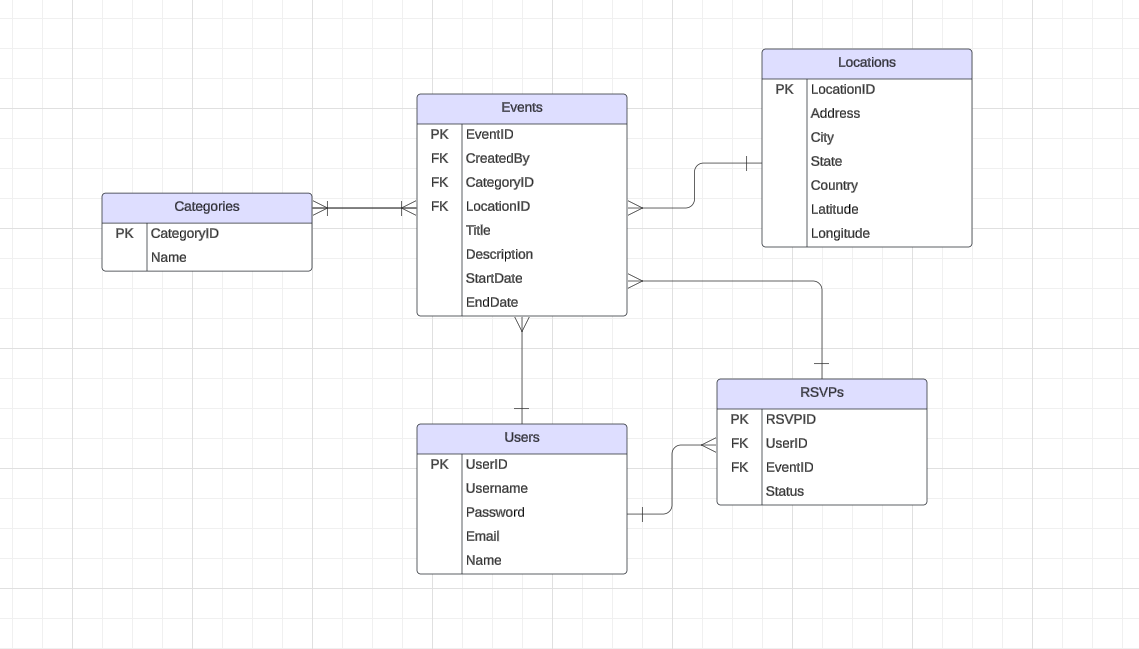 Locations
PK LocationID
Address
City
State
Country
Latitude
Longitude
Events
PK EventID
FK CreatedBy
FK CategoryID
FK LocationID
Title
Description
StartDate
EndDate
Categories
PK CategoryID
Name
RSVPs
PK RSVPID
FK UserID
FK EventID
Status
Users
PK UserID
Username
Password
Email
Name